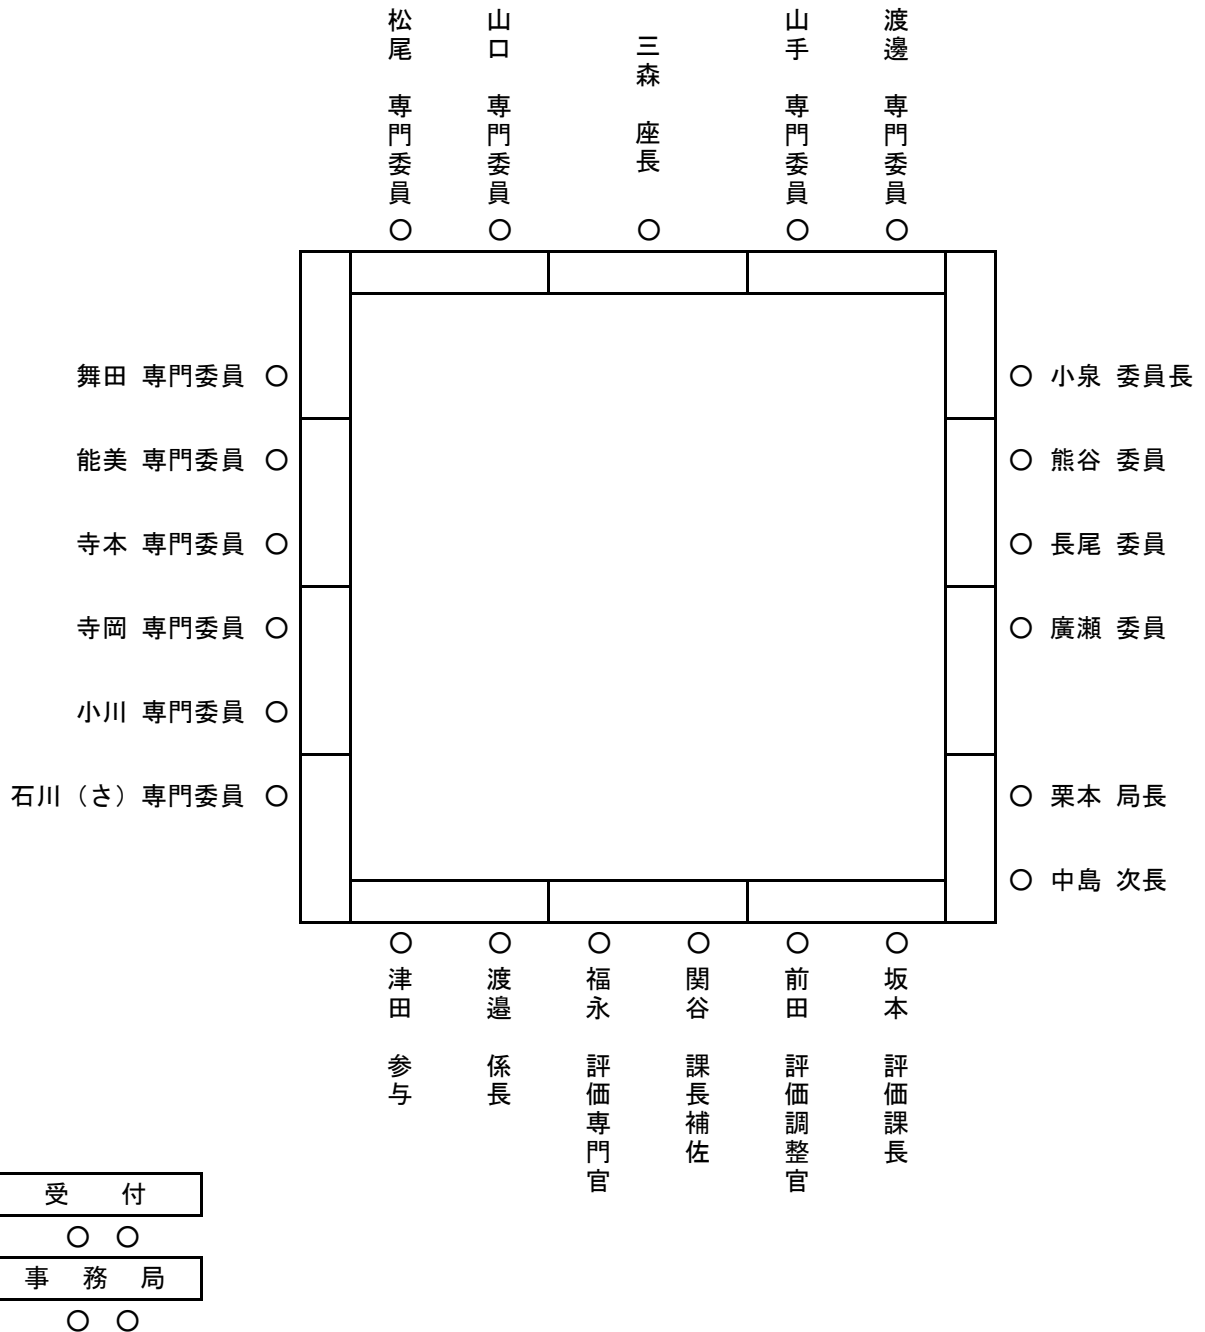 松尾 専門委員
山口 専門委員
三森 座長
山手 専門委員
渡邊 専門委員
舞田 専門委員
能美 専門委員
寺本 専門委員
寺岡 専門委員
小川 専門委員
石川（さ）専門委員
小泉 委員長
熊谷 委員
長尾 委員
廣瀬 委員
栗本 局長
中島 次長
津田 参与
渡邉 係長
福永 評価専門官
関谷 課長補佐
前田 評価調整官
坂本 評価課長
受 付
事 務 局